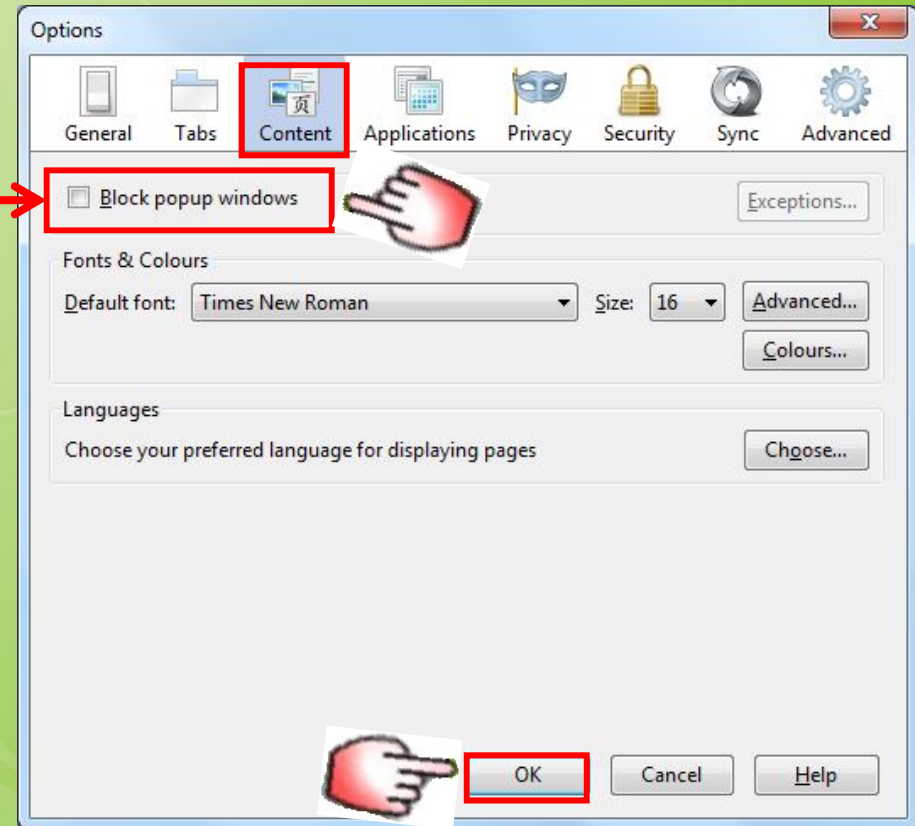 Options
General Tabs Content Applications Privacy Security Sync Advanced
页
Block popup windows Exceptions...
Fonts & Colours
Default font: Times New Roman Size: 16 Advanced...
Colours...
Languages
Choose your preferred language for displaying pages Choose...
OK Cancel Help